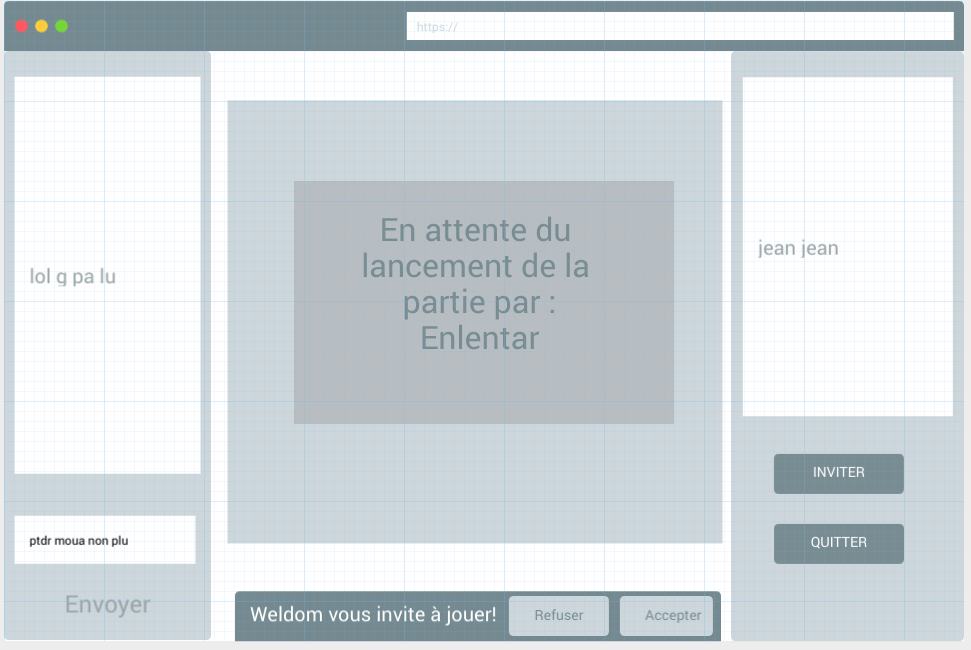 https://
lol g pa lu
ptdr moua non plu
Envoyer
En attente du
lancement de la
partie par :
Enlentar
Weldom vous invite à jouer!
Refuser
Accepter
jean jean
INVITER
QUITTER